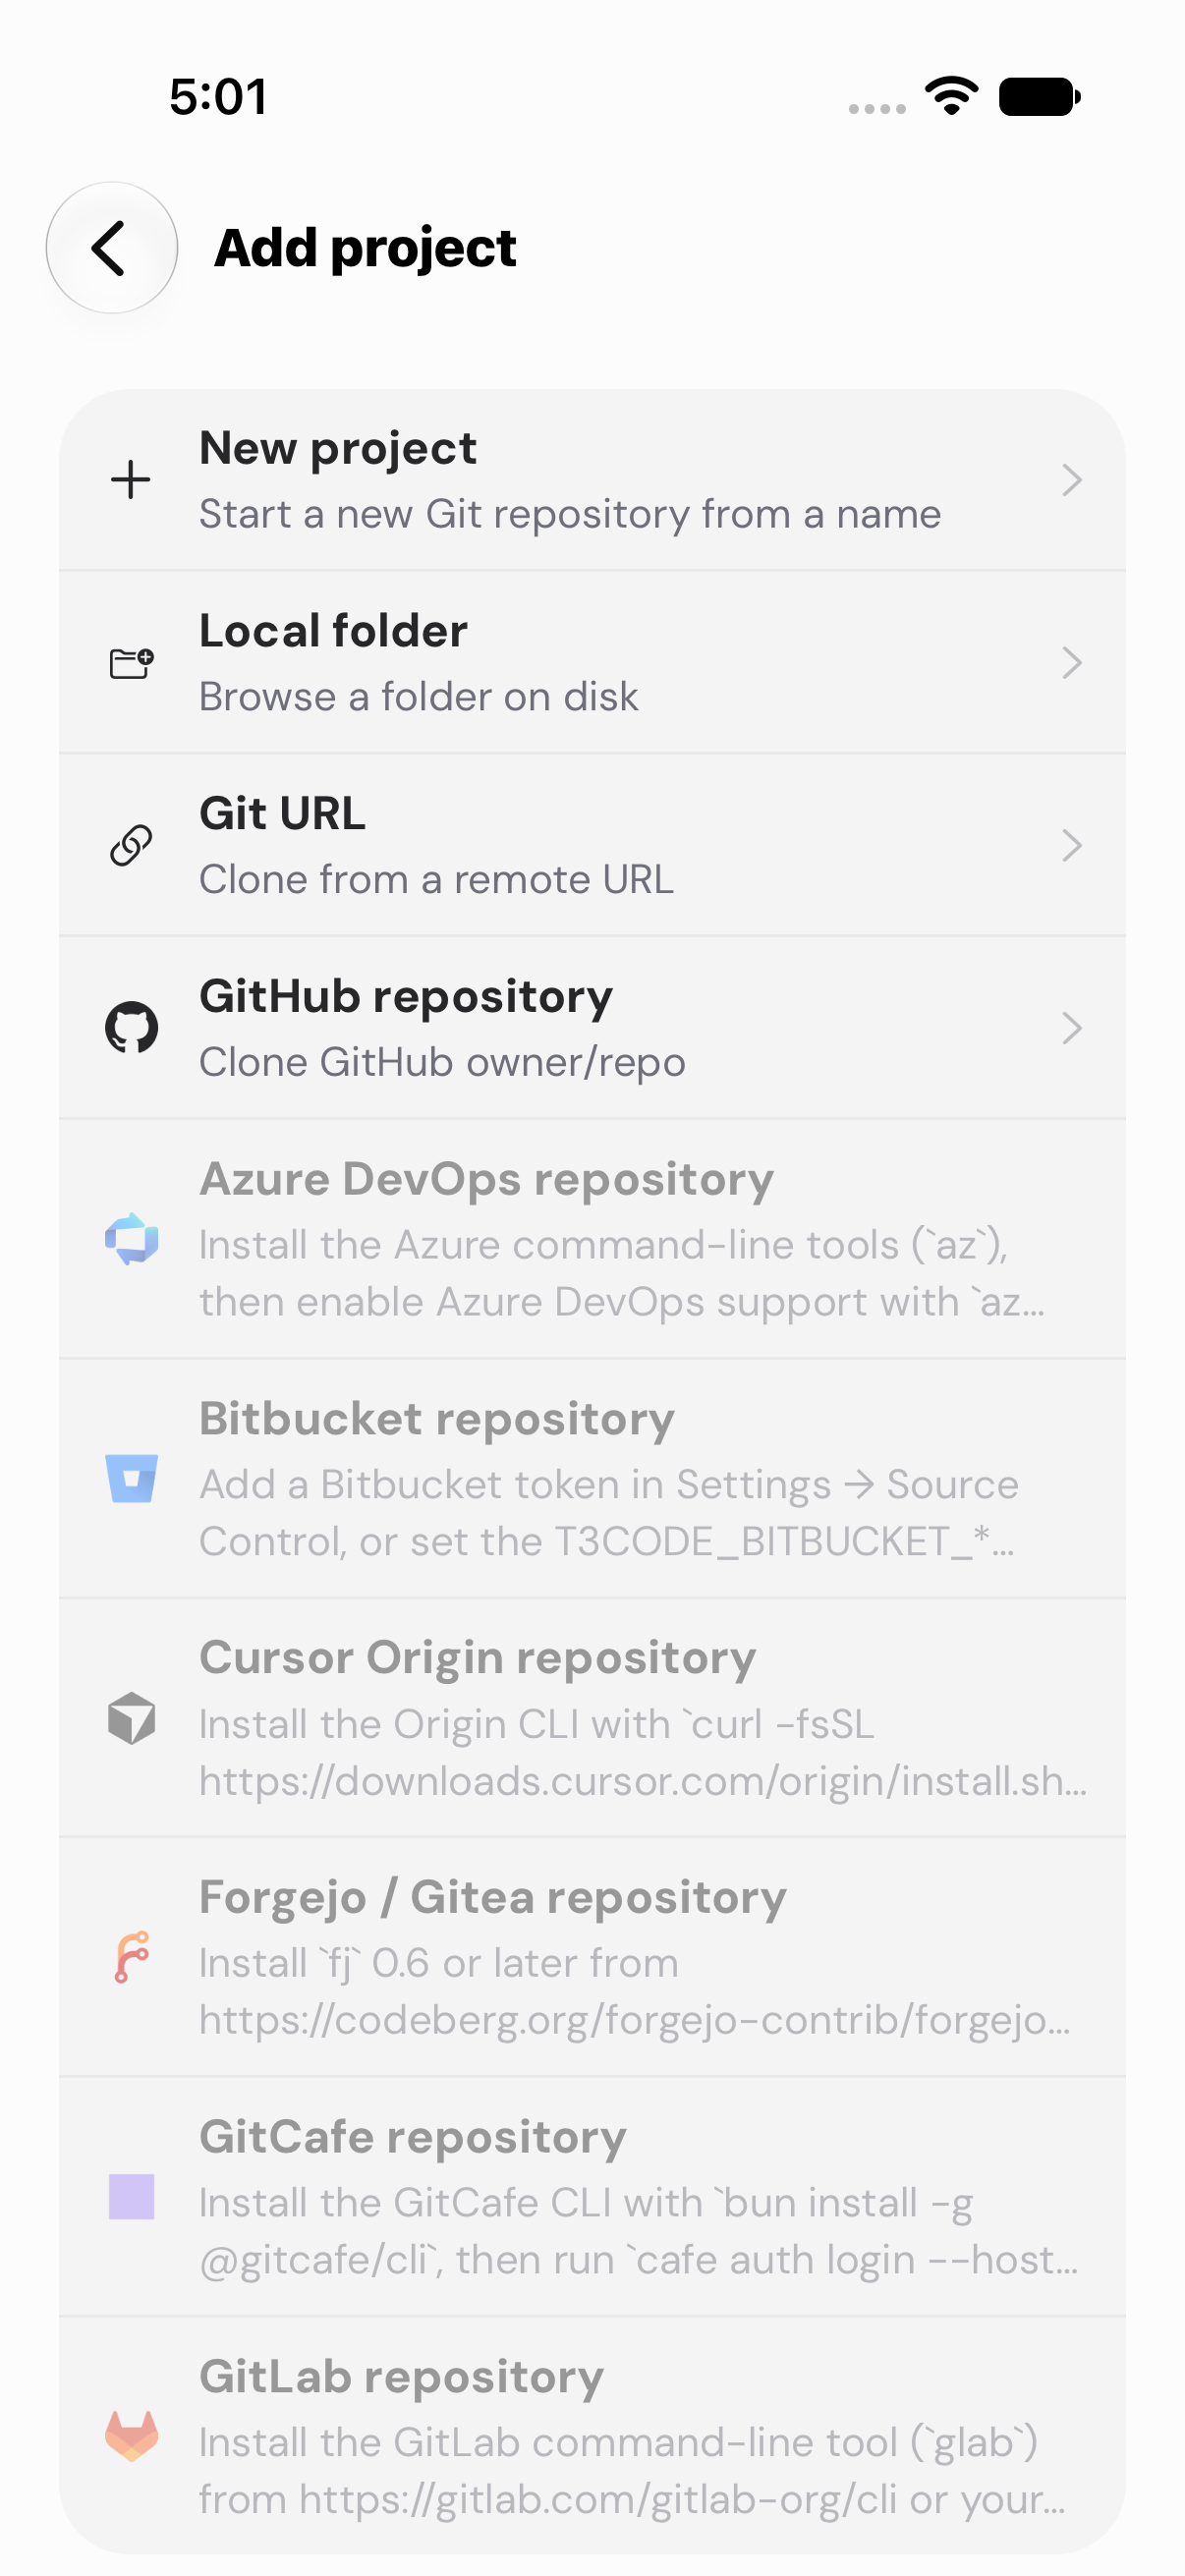 5:01
Add project
New project
Start a new Git repository from a name
Local folder
Browse a folder on disk
Git URL
Clone from a remote URL
GitHub repository
Clone GitHub owner/repo
Azure DevOps repository
Install the Azure command-line tools (`az`),
then enable Azure DevOps support with `az...
Bitbucket repository
Add a Bitbucket token in Settings → Source
Control, or set the T3CODE_BITBUCKET_*...
Cursor Origin repository
Install the Origin CLI with `curl -fsSL
https://downloads.cursor.com/origin/install.sh...
Forgejo / Gitea repository
Install `fj` 0.6 or later from
https://codeberg.org/forgejo-contrib/forgejo...
GitCafe repository
Install the GitCafe CLI with `bun install -g
@gitcafe/cli`, then run `cafe auth login --host...
GitLab repository
Install the GitLab command-line tool (`glab`)
from https://gitlab.com/gitlab-org/cli or your...